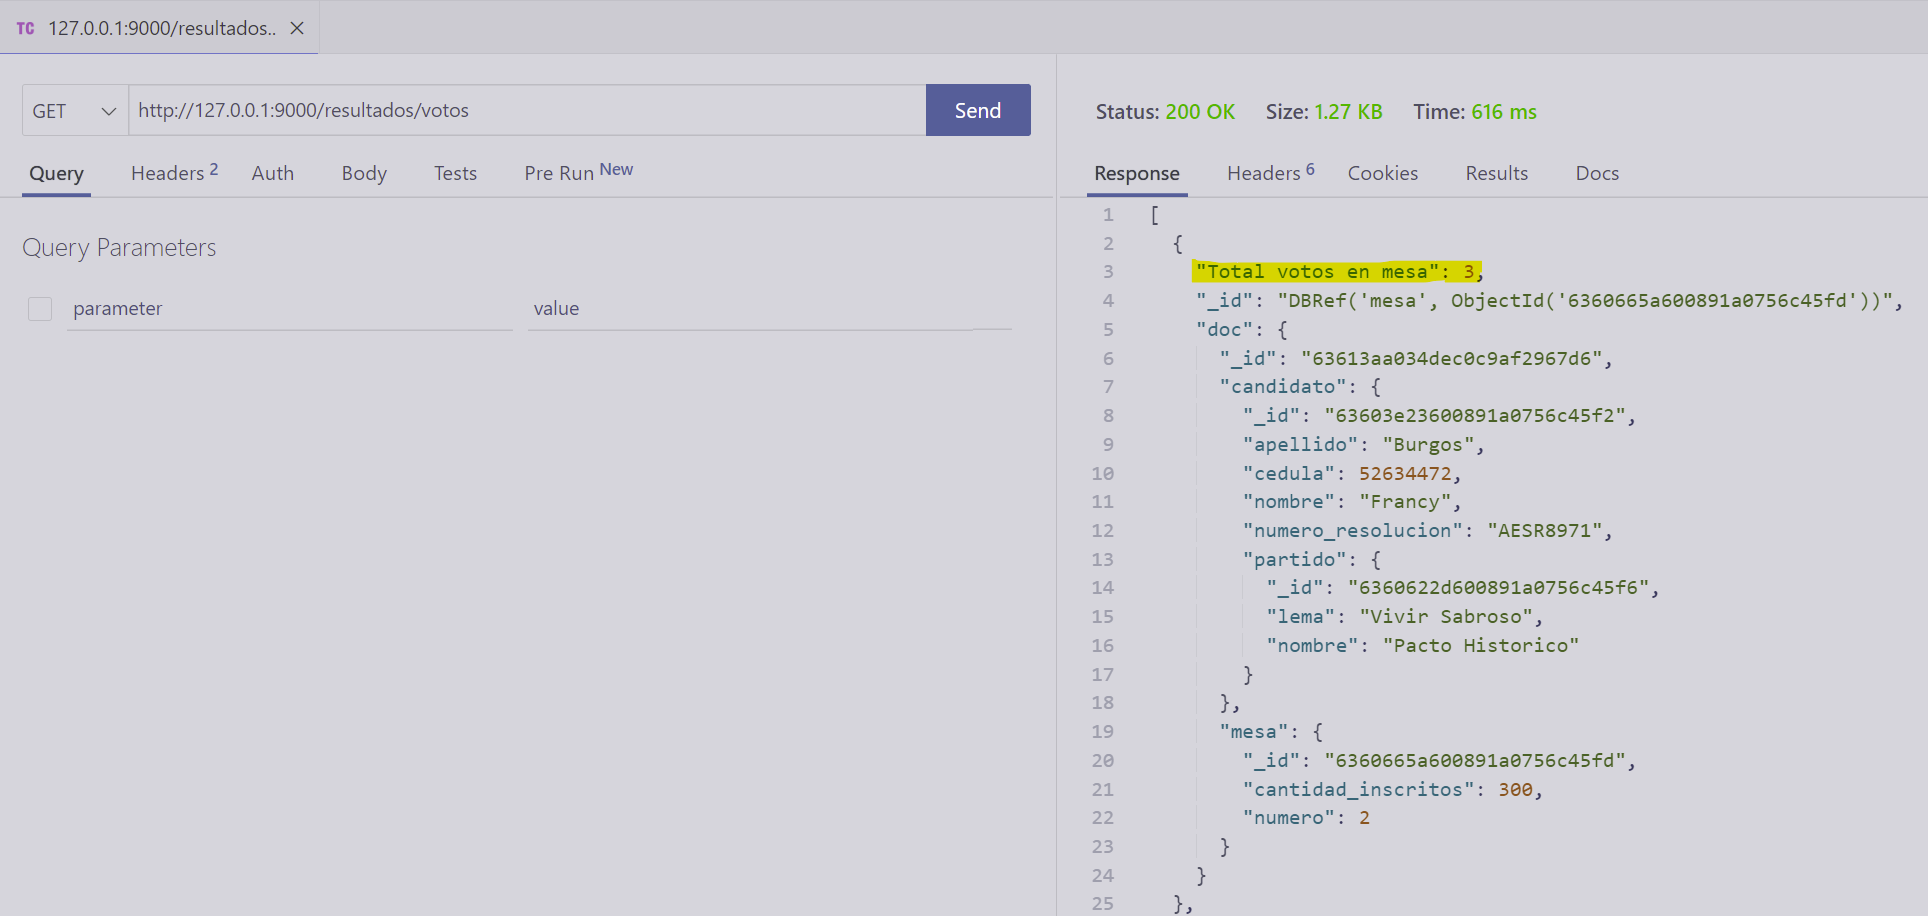 TC 127.0.0.1:9000/resultados..
GET http://127.0.0.1:9000/resultados/votos Send
Query Headers 2 Auth Body Tests Pre Run New
Query Parameters
parameter value
Status: 200 OK Size: 1.27 KB Time: 616 ms
Response Headers 6 Cookies Results Docs
1 [
2 {
3 "Total votos en mesa": 3,
4 "_id": "DBRef('mesa', ObjectId('6360665a600891a0756c45fd'))",
5 "doc": {
6 "_id": "63613aa034dec0c9af2967d6",
7 "candidato": {
8 "_id": "63603e23600891a0756c45f2",
9 "apellido": "Burgos",
10 "cedula": 52634472,
11 "nombre": "Francy",
12 "numero_resolucion": "AESR8971",
13 "partido": {
14 "_id": "6360622d600891a0756c45f6",
15 "lema": "Vivir Sabroso",
16 "nombre": "Pacto Historico"
17 }
18 },
19 "mesa": {
20 "_id": "6360665a600891a0756c45fd",
21 "cantidad_inscritos": 300,
22 "numero": 2
23 }
24 }
25 },